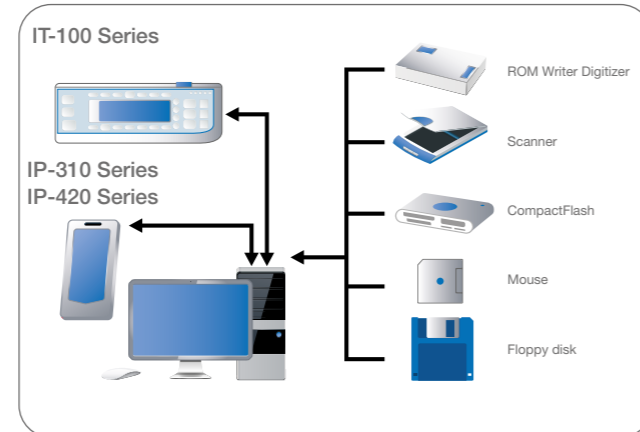 IT-100 Series
IP-310 Series
IP-420 Series
ROM Writer Digitizer
Scanner
CompactFlash
Mouse
Floppy disk